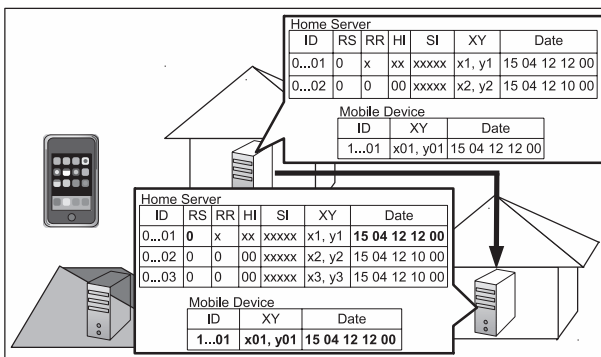 Home Server
ID RS RR HI SI XY Date
0...01 0 x xx xxxxx x1, y1 15 04 12 12 00
0...02 0 0 00 xxxxx x2, y2 15 04 12 10 00
Mobile Device
ID XY Date
1...01 x01, y01 15 04 12 12 00
Home Server
ID RS RR HI SI XY Date
0...01 0 x xx xxxxx x1, y1 15 04 12 12 00
0...02 0 0 00 xxxxx x2, y2 15 04 12 10 00
0...03 0 0 00 xxxxx x3, y3 15 04 12 10 00
Mobile Device
ID XY Date
1...01 x01, y01 15 04 12 12 00